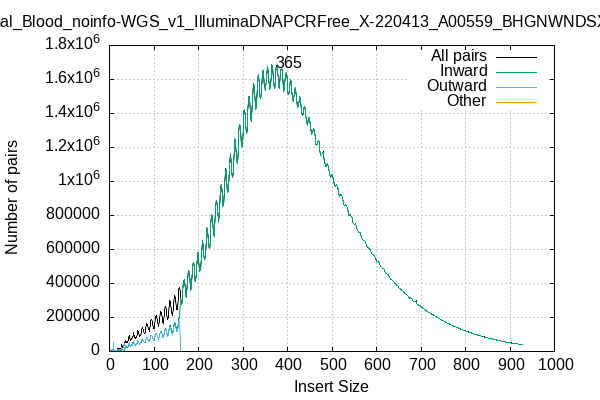 al_Blood_noinfo-WGS_v1_IlluminaDNAPCRFree_X-220413_A00559_BHGNWNDSX
1.8x10^6
1.6x10^6
1.4x10^6
1.2x10^6
1x10^6
800000
600000
400000
200000
0
Number of pairs
365
All pairs
Inward
Outward
Other
0 100 200 300 400 500 600 700 800 900 1000
Insert Size